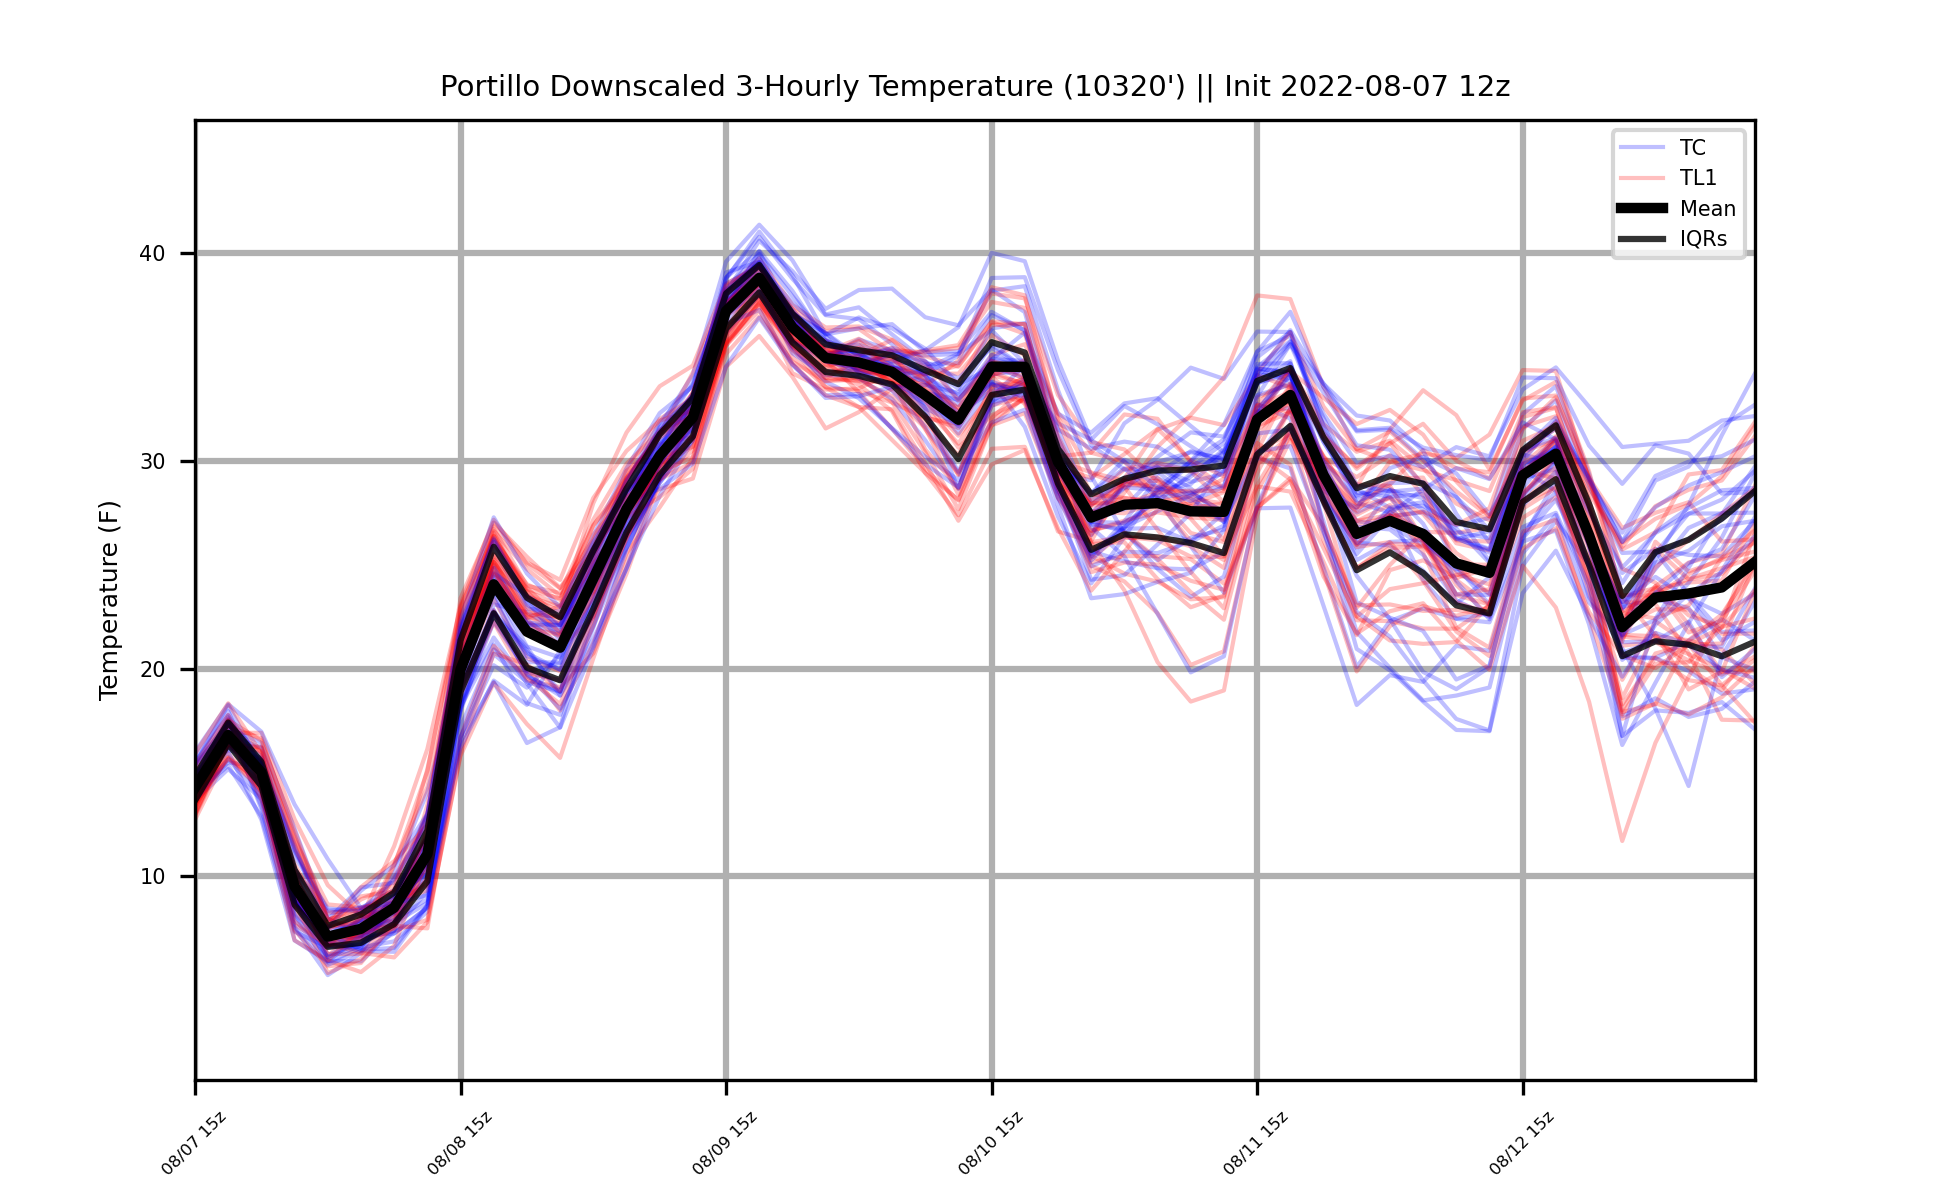 Portillo Downscaled 3-Hourly Temperature (10320') || Init 2022-08-07 12z
TC
TL1
Mean
IQRs
Temperature (F)
40
30
20
10
08/07 15z
08/08 15z
08/09 15z
08/10 15z
08/11 15z
08/12 15z